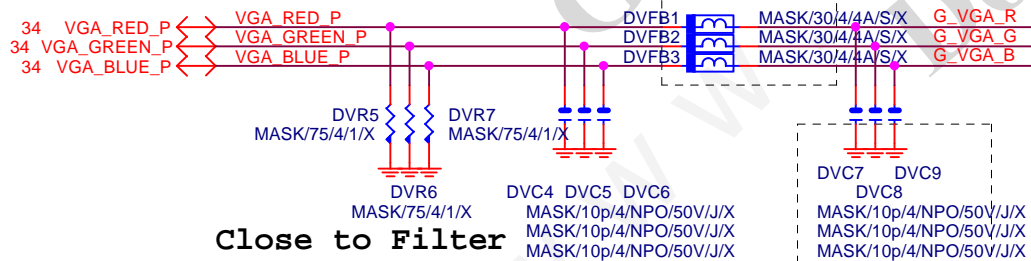 VGA_RED_P DVFB1 MASK/30/4/4A/S/X G_VGA_R
34 VGA_RED_P
VGA_GREEN_P DVFB2 MASK/30/4/4A/S/X G_VGA_G
34 VGA_GREEN_P
VGA_BLUE_P DVFB3 MASK/30/4/4A/S/X G_VGA_B
34 VGA_BLUE_P
DVR5 DVR7
MASK/75/4/1/X MASK/75/4/1/X
DVC7 DVC9
DVR6 DVC4 DVC5 DVC6 DVC8
MASK/75/4/1/X MASK/10p/4/NPO/50V/J/X MASK/10p/4/NPO/50V/J/X
MASK/10p/4/NPO/50V/J/X MASK/10p/4/NPO/50V/J/X
Close to Filter
MASK/10p/4/NPO/50V/J/X MASK/10p/4/NPO/50V/J/X